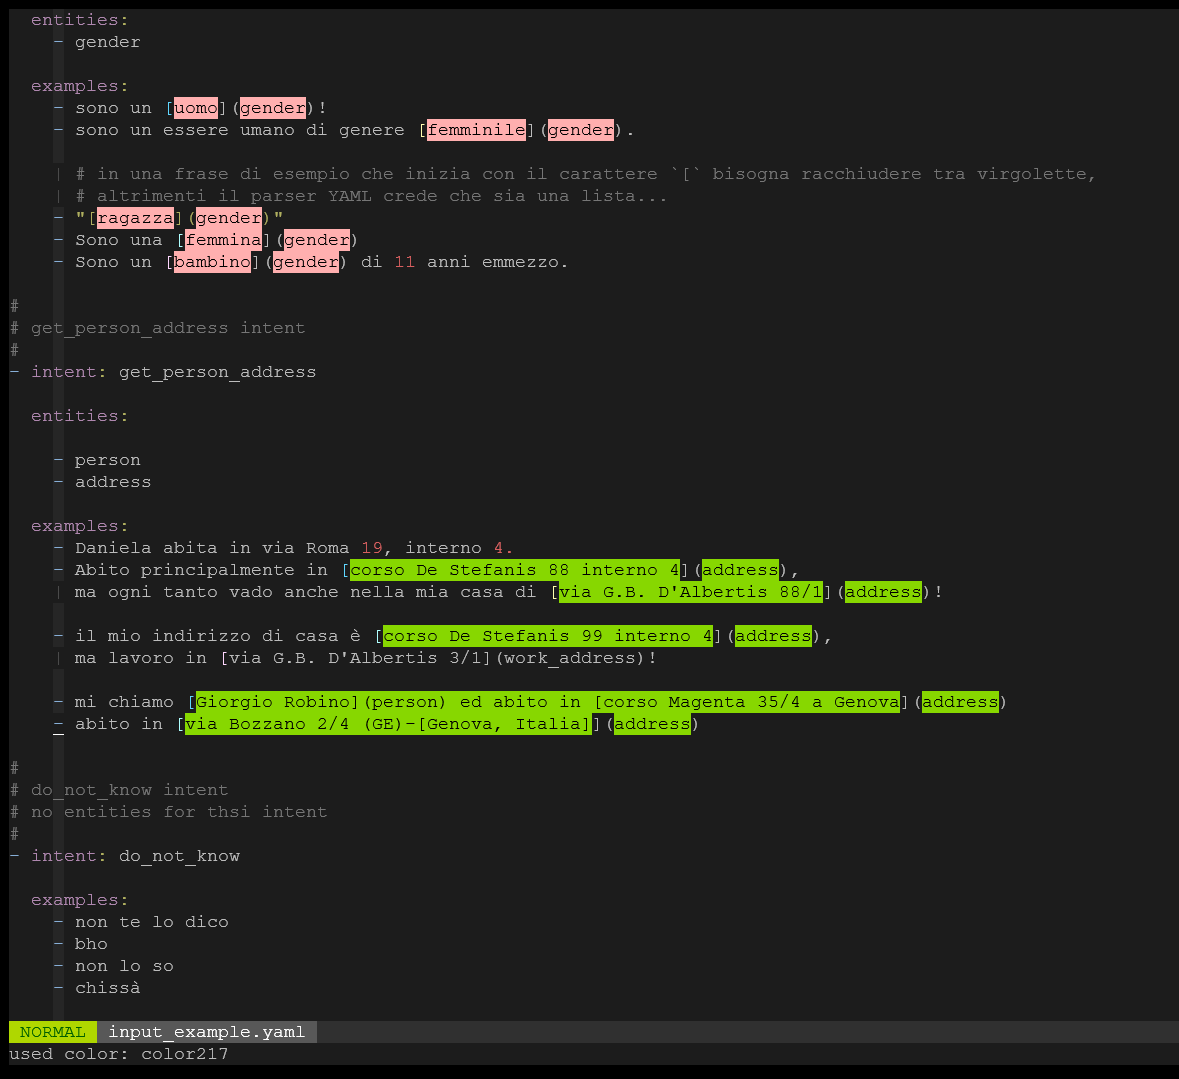 entities:
- gender
examples:
- sono un [uomo](gender)!
- sono un essere umano di genere [femminile](gender).
| # in una frase di esempio che inizia con il carattere `[` bisogna racchiudere tra virgolette,
| # altrimenti il parser YAML crede che sia una lista...
- "[ragazza](gender)"
- Sono una [femmina](gender)
- Sono un [bambino](gender) di 11 anni emmezzo.
#
# get_person_address intent
#
- intent: get_person_address
entities:
- person
- address
examples:
- Daniela abita in via Roma 19, interno 4.
- Abito principalmente in [corso De Stefanis 88 interno 4](address),
| ma ogni tanto vado anche nella mia casa di [via G.B. D'Albertis 88/1](address)!
- il mio indirizzo di casa è [corso De Stefanis 99 interno 4](address),
| ma lavoro in [via G.B. D'Albertis 3/1](work_address)!
- mi chiamo [Giorgio Robino](person) ed abito in [corso Magenta 35/4 a Genova](address)
- abito in [via Bozzano 2/4 (GE)-[Genova, Italia]](address)
#
# do_not_know intent
# no entities for thsi intent
#
- intent: do_not_know
examples:
- non te lo dico
- bho
- non lo so
- chissà
NORMAL input_example.yaml
used color: color217